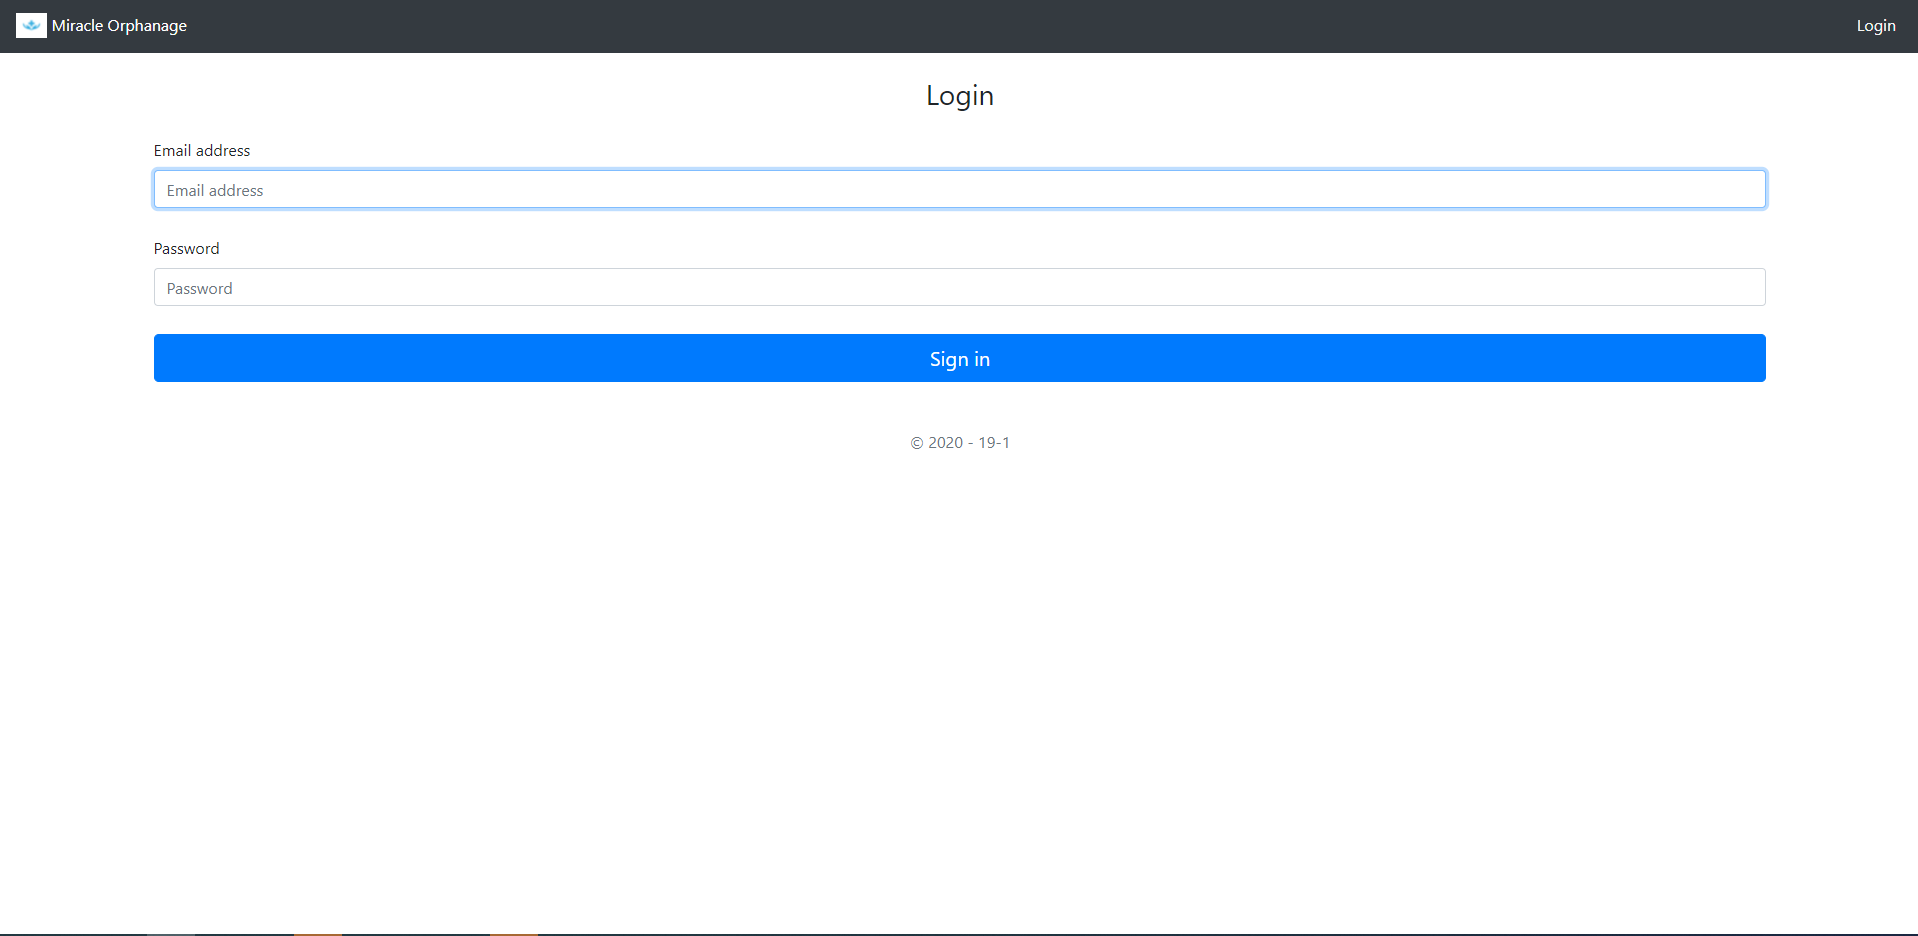 Miracle Orphanage
Login
Login
Email address
Email address
Password
Password
Sign in
© 2020 - 19-1